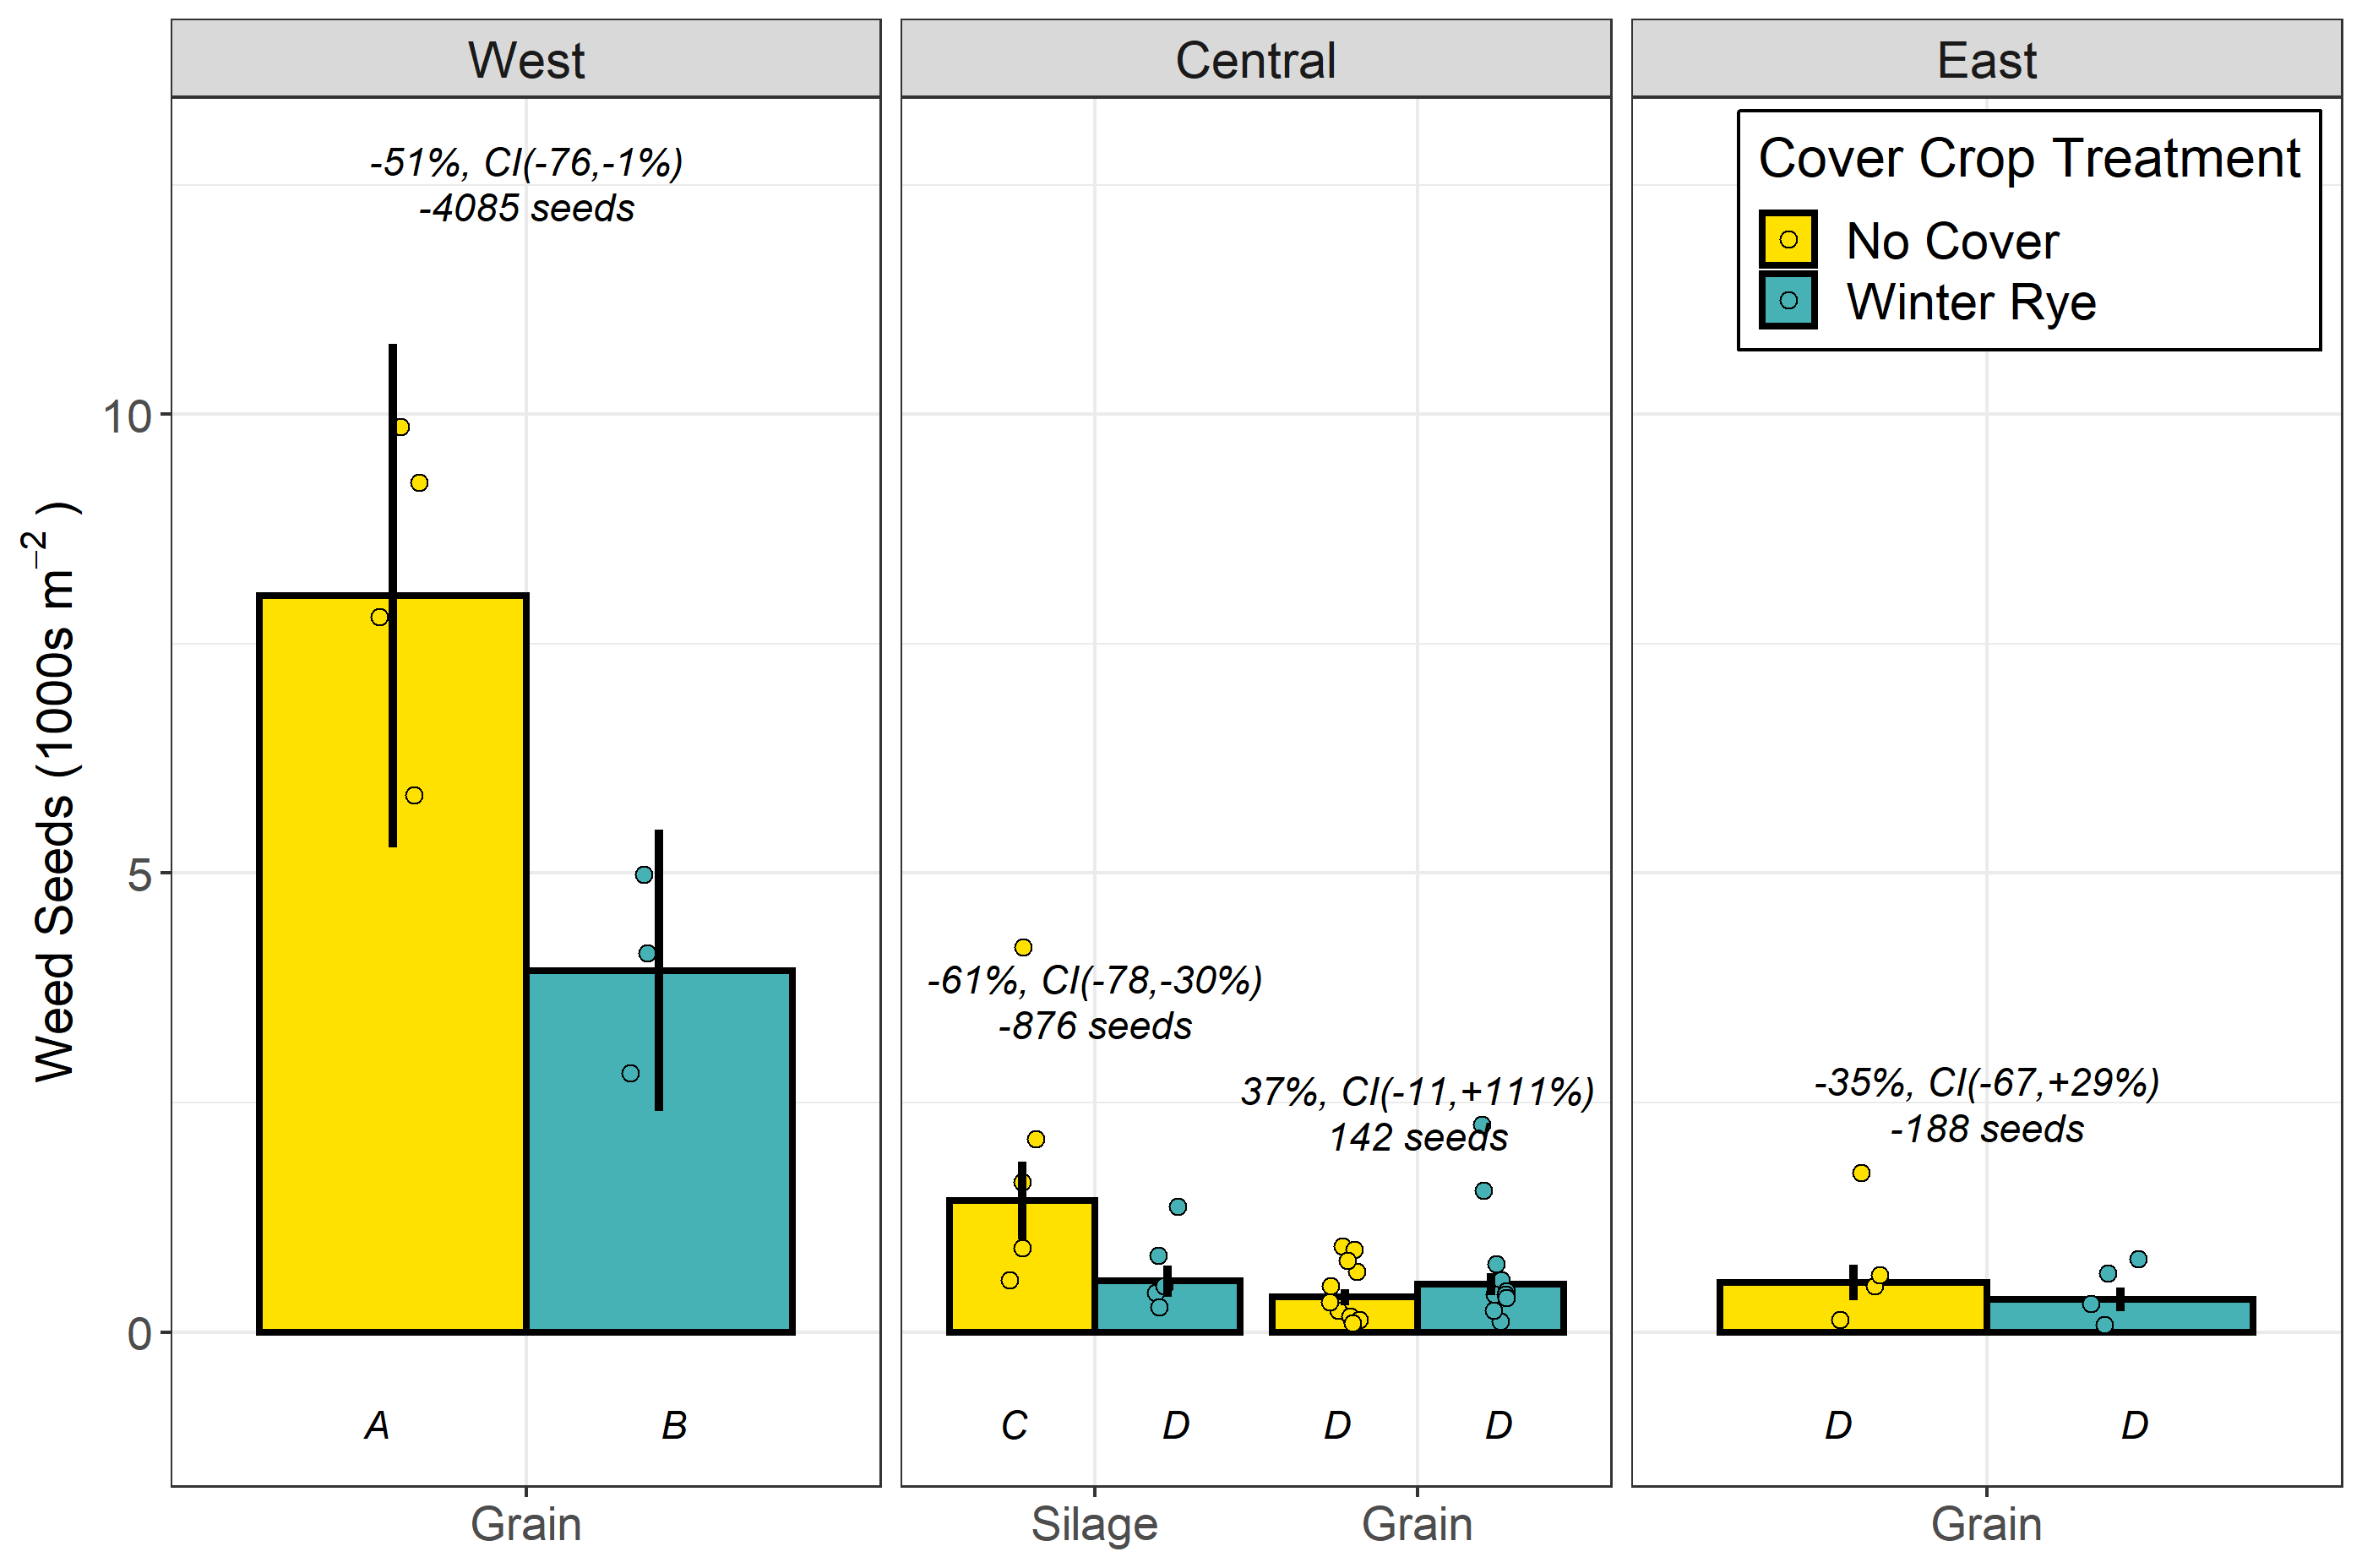 West
Central
East
Cover Crop Treatment
No Cover
Winter Rye
-51%, CI(-76,-1%)
-4085 seeds
-61%, CI(-78,-30%)
-876 seeds
37%, CI(-11,+111%)
142 seeds
-35%, CI(-67,+29%)
-188 seeds
Weed Seeds (1000s m⁻²)
10
5
0
A B C D D D D D
Grain Silage Grain Grain